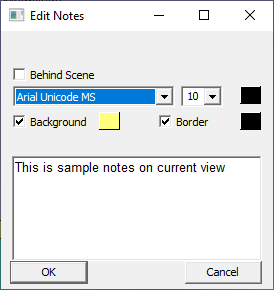 Edit Notes
Behind Scene
Arial Unicode MS 10
Background Border
This is sample notes on current view
OK Cancel